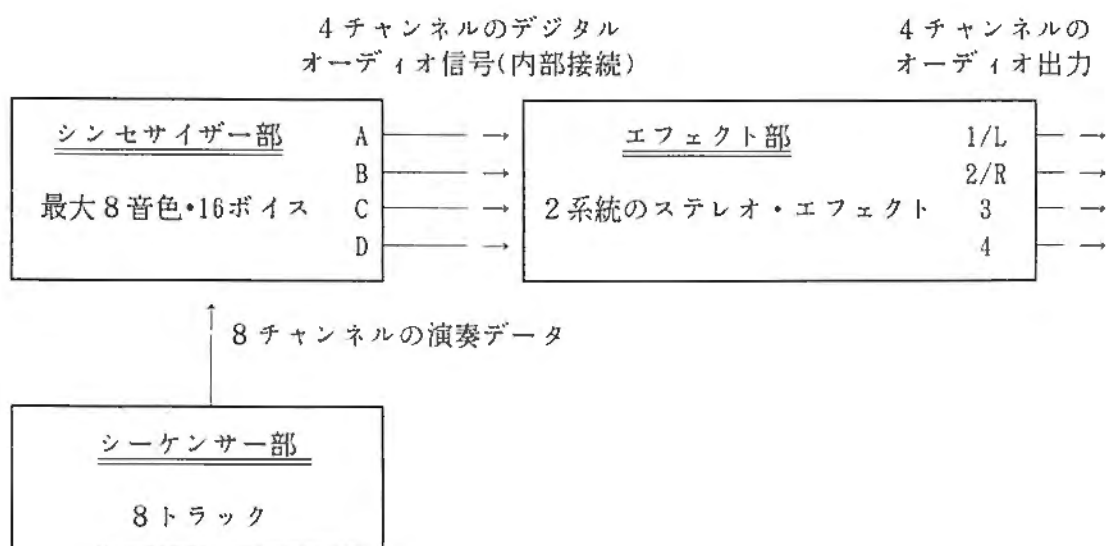 4チャンネルのデジタル
オーディオ信号(内部接続)
4チャンネルの
オーディオ出力
シンセサイザー部
A
B
最大8音色・16ボイス
C
D
エフェクト部
1/L
2/R
2系統のステレオ・エフェクト
3
4
8チャンネルの演奏データ
シーケンサー部
8トラック